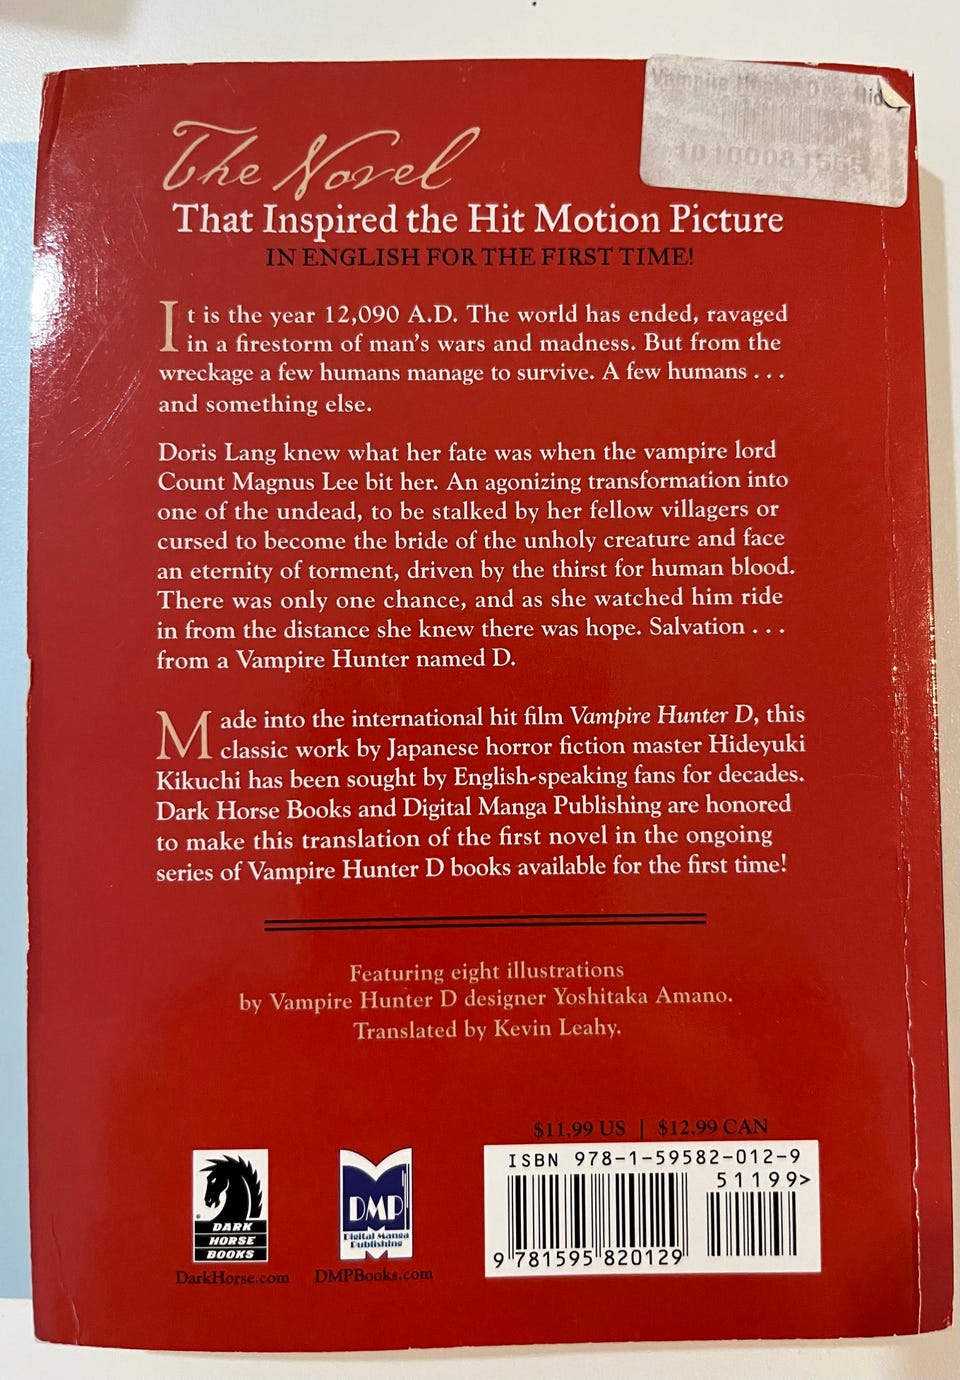 Vampire Hunter D
10100081555
The Novel
That Inspired the Hit Motion Picture
IN ENGLISH FOR THE FIRST TIME!
It is the year 12,090 A.D. The world has ended, ravaged
in a firestorm of man's wars and madness. But from the
wreckage a few humans manage to survive. A few humans . . .
and something else.
Doris Lang knew what her fate was when the vampire lord
Count Magnus Lee bit her. An agonizing transformation into
one of the undead, to be stalked by her fellow villagers or
cursed to become the bride of the unholy creature and face
an eternity of torment, driven by the thirst for human blood.
There was only one chance, and as she watched him ride
in from the distance she knew there was hope. Salvation . . .
from a Vampire Hunter named D.
Made into the international hit film Vampire Hunter D, this
classic work by Japanese horror fiction master Hideyuki
Kikuchi has been sought by English-speaking fans for decades.
Dark Horse Books and Digital Manga Publishing are honored
to make this translation of the first novel in the ongoing
series of Vampire Hunter D books available for the first time!
Featuring eight illustrations
by Vampire Hunter D designer Yoshitaka Amano.
Translated by Kevin Leahy.
$11.99 US | $12.99 CAN
ISBN 978-1-59582-012-9
51199>
9 781595 820129
DARK
HORSE
BOOKS
DarkHorse.com
DMP
Digital Manga
Publishing
DMPBooks.com